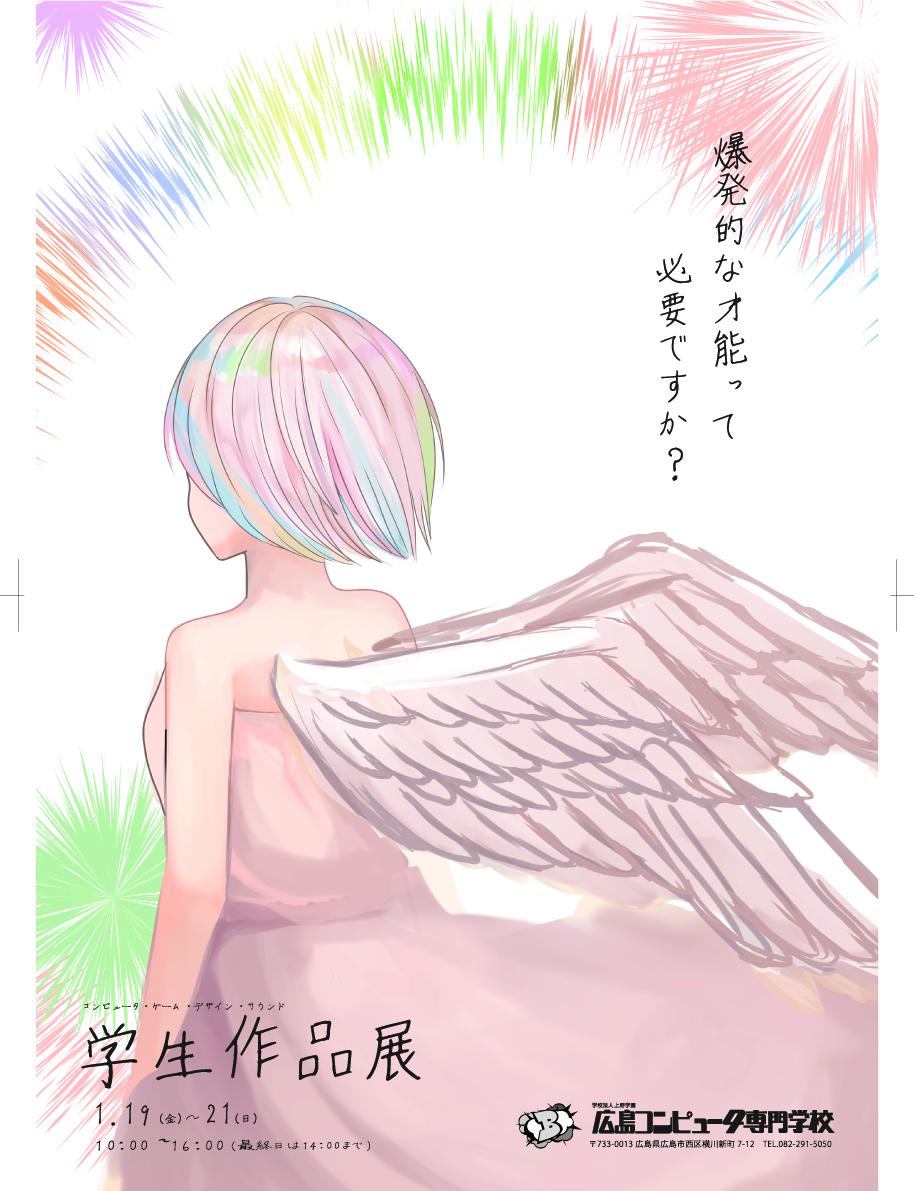 爆発的な才能って
必要ですか？
コンピュータ・ゲーム・デザイン・サウンド
学生作品展
1.19(金)～21(日)
10:00～16:00(最終日は14:00まで)
学校法人上野学園
広島コンピュータ専門学校
〒733-0013 広島県広島市西区横川新町 7-12 TEL.082-291-5050